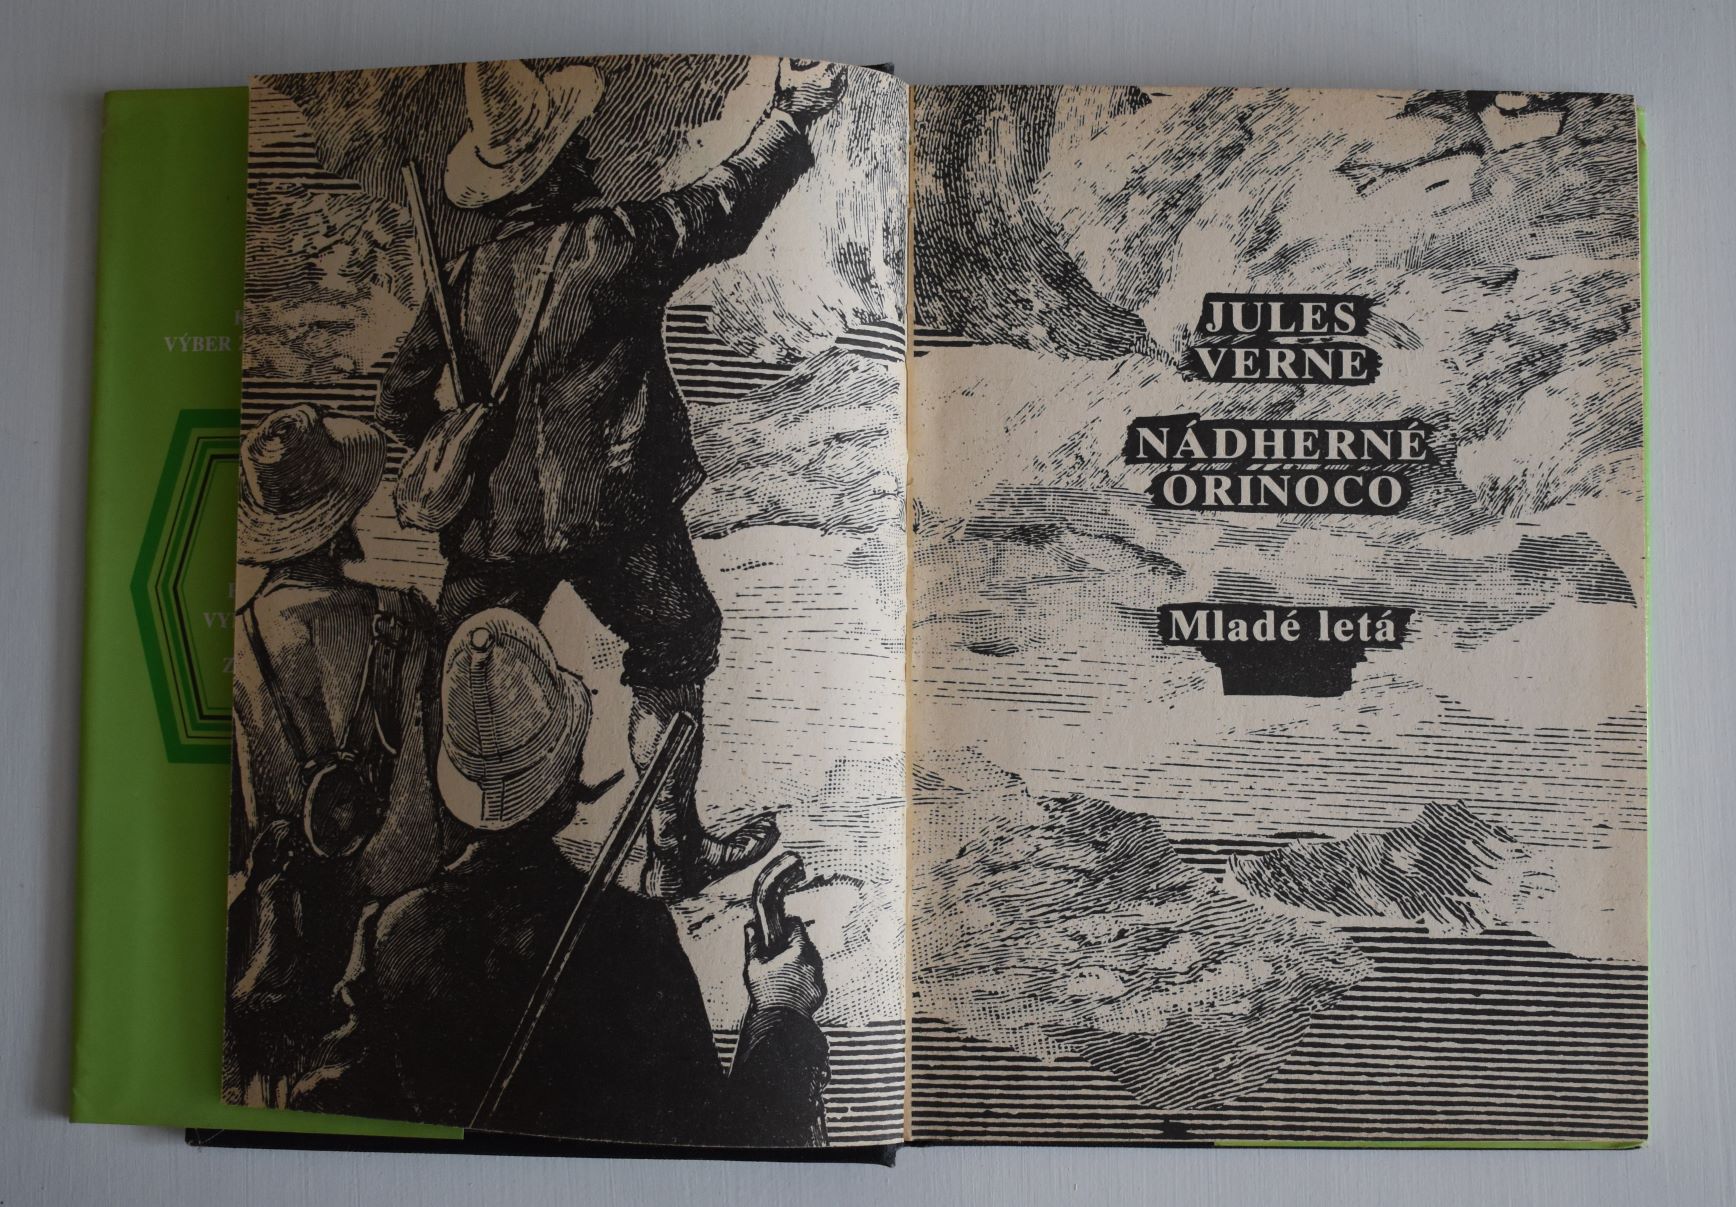 VÝBER
JULES
VERNE
NÁDHERNÉ
ORINOCO
Mladé letá